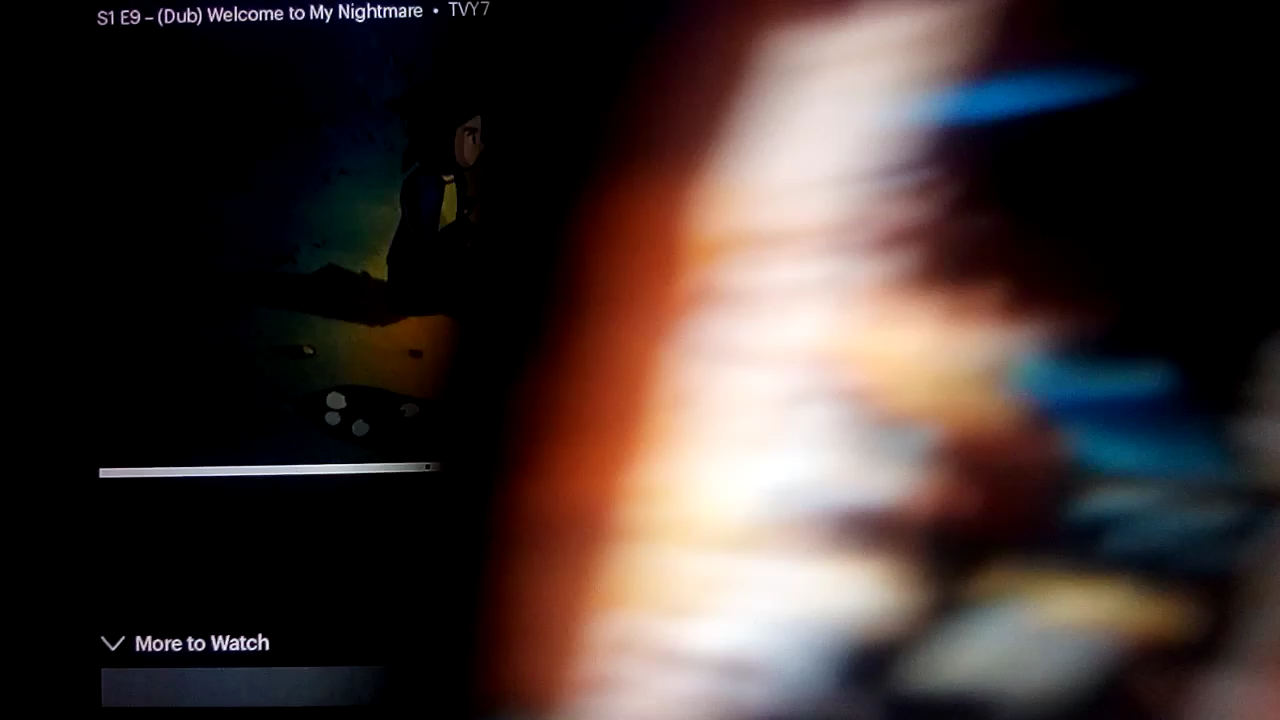 S1 E9 – (Dub) Welcome to My Nightmare • TVY7
More to Watch